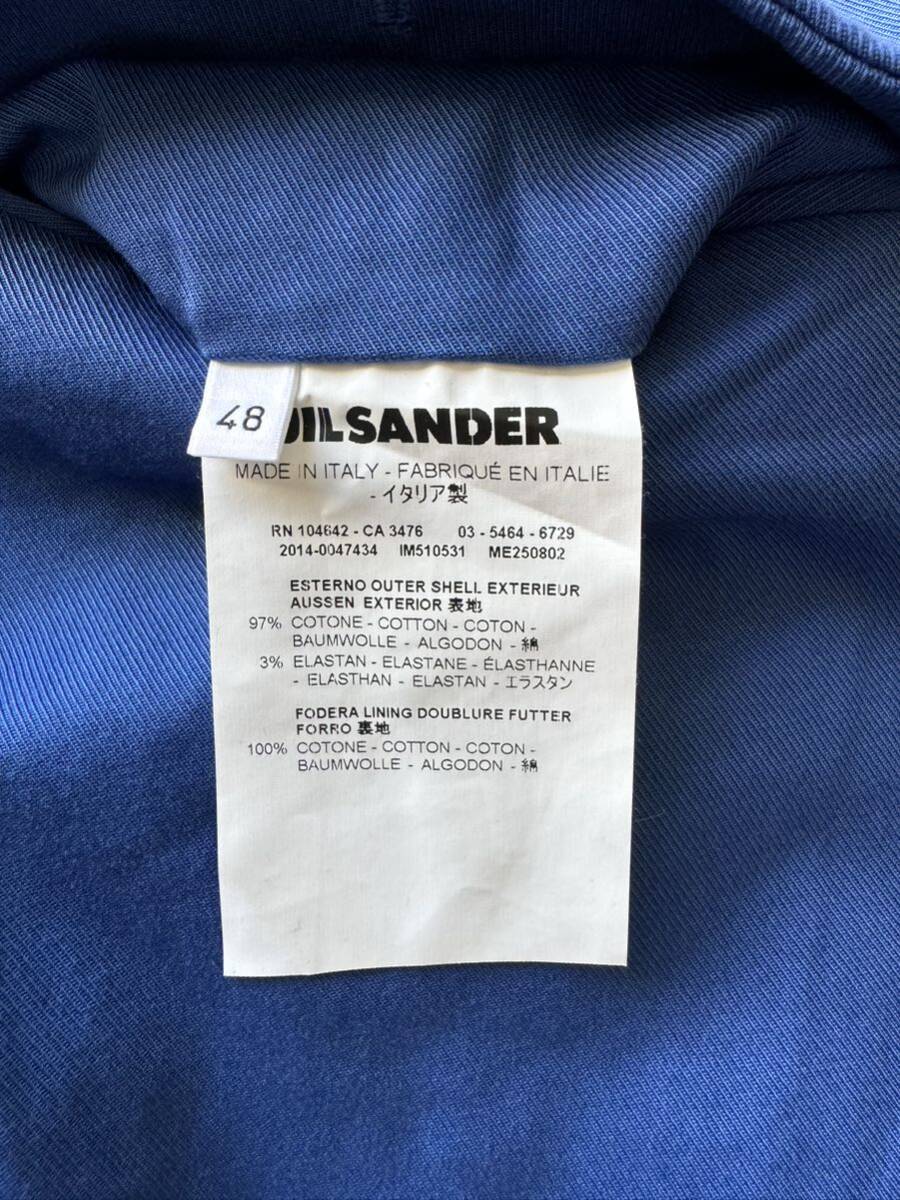 48
JIL SANDER
MADE IN ITALY - FABRIQUÉ EN ITALIE
- イタリア製
RN 104642 - CA 3476 03 - 5464 - 6729
2014-0047434 IM510531 ME250802
ESTERNO OUTER SHELL EXTERIEUR
AUSSEN EXTERIOR 表地
97% COTONE - COTTON - COTON -
BAUMWOLLE - ALGODON - 綿
3% ELASTAN - ELASTANE - ÉLASTHANNE
- ELASTHAN - ELASTAN - エラスタン
FODERA LINING DOUBLURE FUTTER
FORRO 裏地
100% COTONE - COTTON - COTON -
BAUMWOLLE - ALGODON - 綿